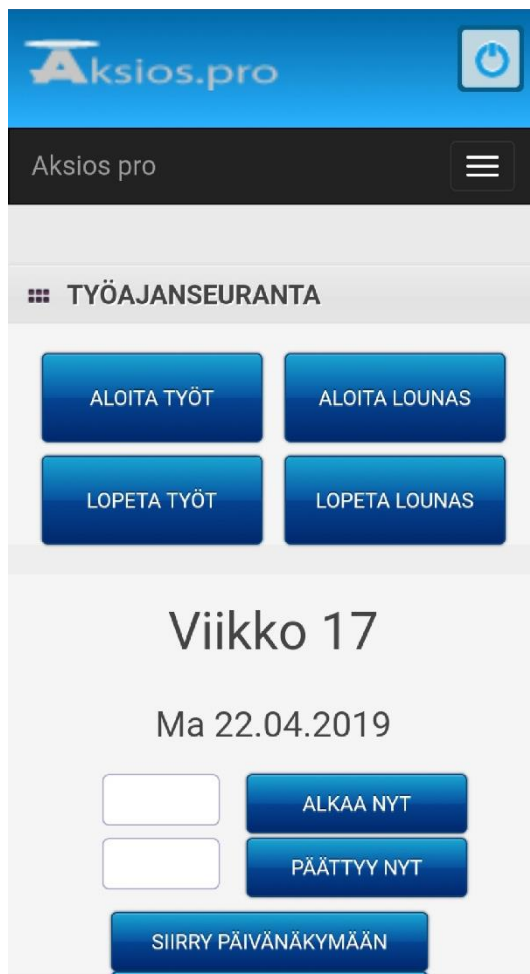 Aksios.pro
Aksios pro
TYÖAJANSEURANTA
ALOITA TYÖT
ALOITA LOUNAS
LOPETA TYÖT
LOPETA LOUNAS
Viikko 17
Ma 22.04.2019
ALKAA NYT
PÄÄTTYY NYT
SIIRRY PÄIVÄNÄKYMÄÄN